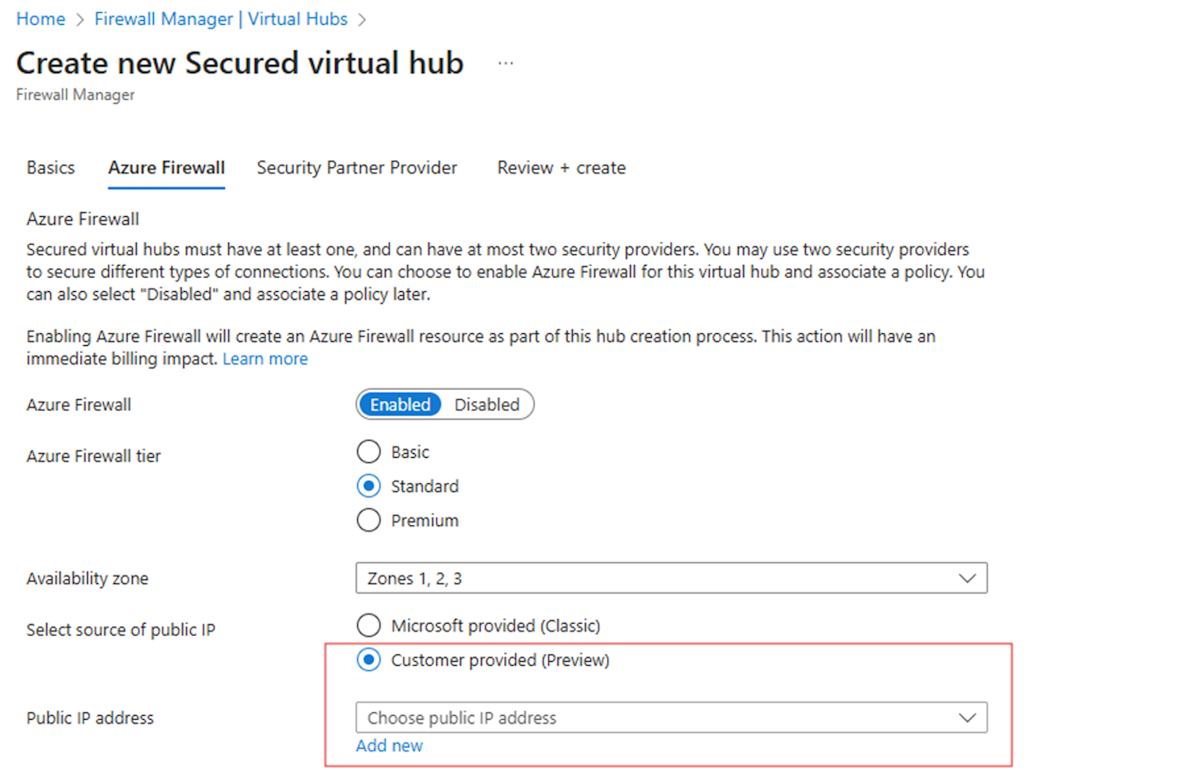 Home > Firewall Manager | Virtual Hubs >
Create new Secured virtual hub ...
Firewall Manager
Basics Azure Firewall Security Partner Provider Review + create
Azure Firewall
Secured virtual hubs must have at least one, and can have at most two security providers. You may use two security providers
to secure different types of connections. You can choose to enable Azure Firewall for this virtual hub and associate a policy. You
can also select "Disabled" and associate a policy later.
Enabling Azure Firewall will create an Azure Firewall resource as part of this hub creation process. This action will have an
immediate billing impact. Learn more
Azure Firewall Enabled Disabled
Azure Firewall tier Basic
Standard
Premium
Availability zone Zones 1, 2, 3
Select source of public IP Microsoft provided (Classic)
Customer provided (Preview)
Public IP address Choose public IP address
Add new